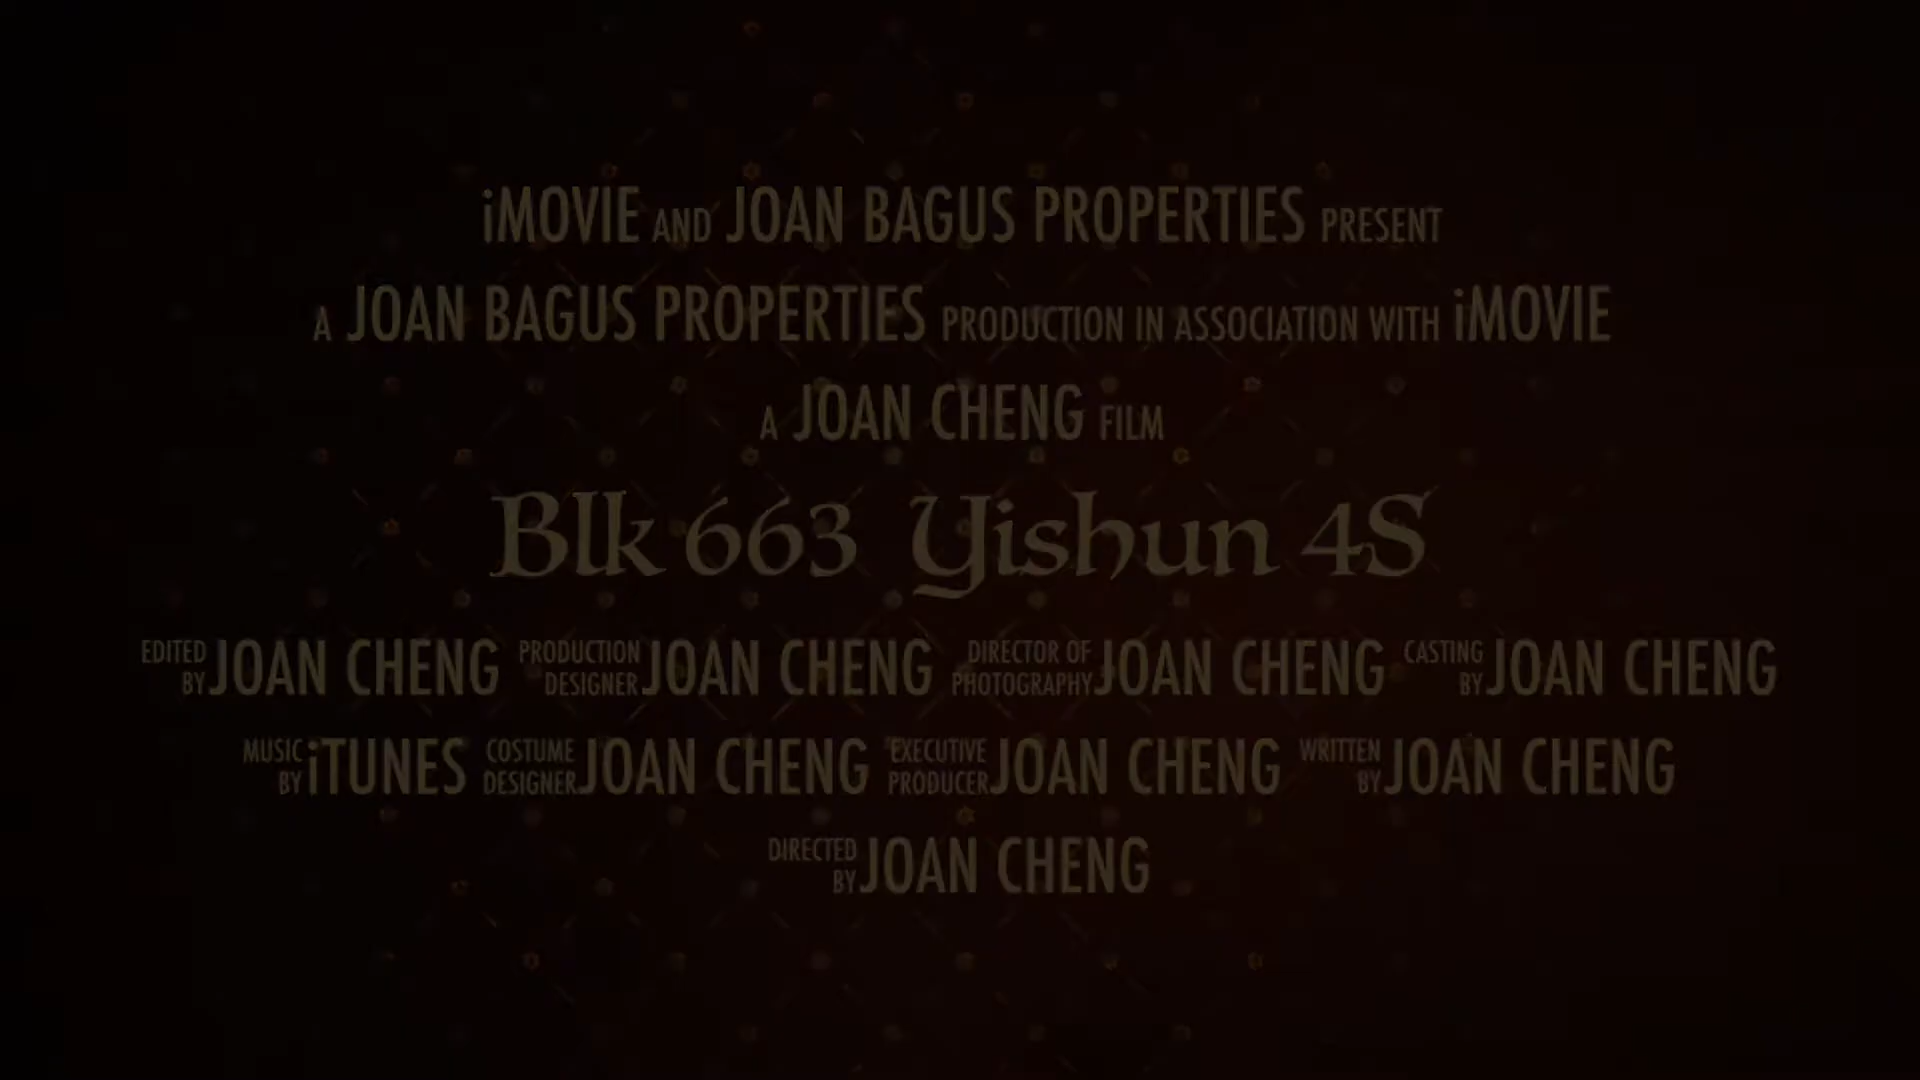 iMOVIE AND JOAN BAGUS PROPERTIES PRESENT
A JOAN BAGUS PROPERTIES PRODUCTION IN ASSOCIATION WITH iMOVIE
A JOAN CHENG FILM
Blk 663 Yishun 4S
EDITED BY JOAN CHENG PRODUCTION DESIGNER JOAN CHENG DIRECTOR OF PHOTOGRAPHY JOAN CHENG CASTING BY JOAN CHENG
MUSIC BY iTUNES COSTUME DESIGNER JOAN CHENG EXECUTIVE PRODUCER JOAN CHENG WRITTEN BY JOAN CHENG
DIRECTED BY JOAN CHENG